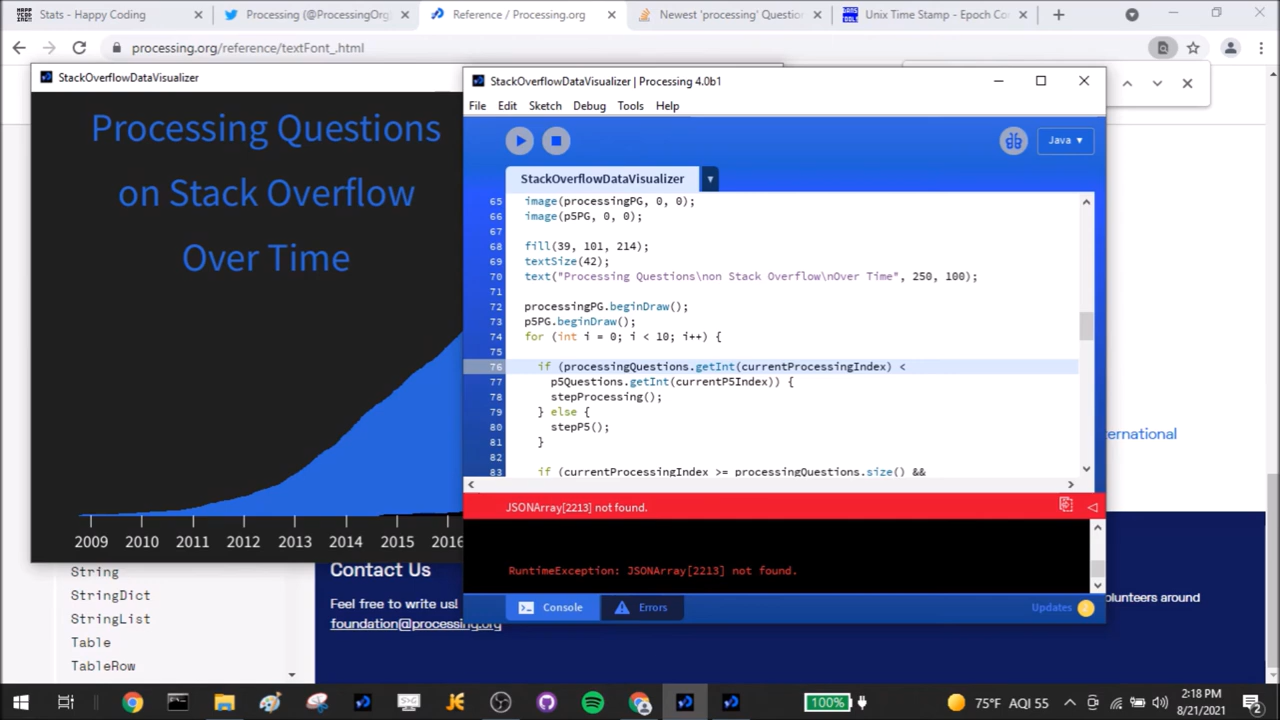 Stats - Happy Coding
Processing (@ProcessingOrg)
Reference / Processing.org
Newest 'processing' Question
Unix Time Stamp - Epoch Con
processing.org/reference/textFont_.html
StackOverflowDataVisualizer
Processing Questions
on Stack Overflow
Over Time
2009 2010 2011 2012 2013 2014 2015 2016
StackOverflowDataVisualizer | Processing 4.0b1
File Edit Sketch Debug Tools Help
Java ▾
StackOverflowDataVisualizer
65 image(processingPG, 0, 0);
66 image(p5PG, 0, 0);
67
68 fill(39, 101, 214);
69 textSize(42);
70 text("Processing Questions\non Stack Overflow\nOver Time", 250, 100);
71
72 processingPG.beginDraw();
73 p5PG.beginDraw();
74 for (int i = 0; i < 10; i++) {
75
76 if (processingQuestions.getInt(currentProcessingIndex) <
77 p5Questions.getInt(currentP5Index)) {
78 stepProcessing();
79 } else {
80 stepP5();
81 }
82
83 if (currentProcessingIndex >= processingQuestions.size() &&
JSONArray[2213] not found.
RuntimeException: JSONArray[2213] not found.
Console
Errors
Updates 2
ernational
String
StringDict
StringList
Table
TableRow
Contact Us
Feel free to write us!
foundation@processing.org
olunteers around
100%
75°F AQI 55
2:18 PM
8/21/2021
2